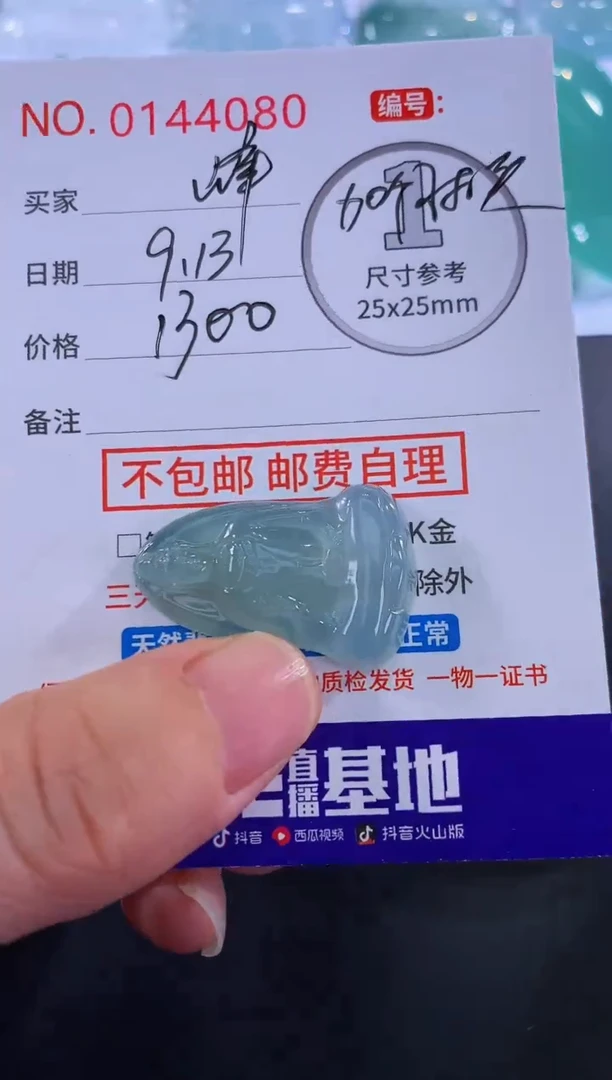 NO. 0144080 编号:
买家 峰
1
日期 9.13
尺寸参考
25x25mm
价格 1300
备注
不包邮 邮费自理
K金
除外
天然 正常
质检发货 一物一证书
直播基地
抖音 西瓜视频 抖音火山版